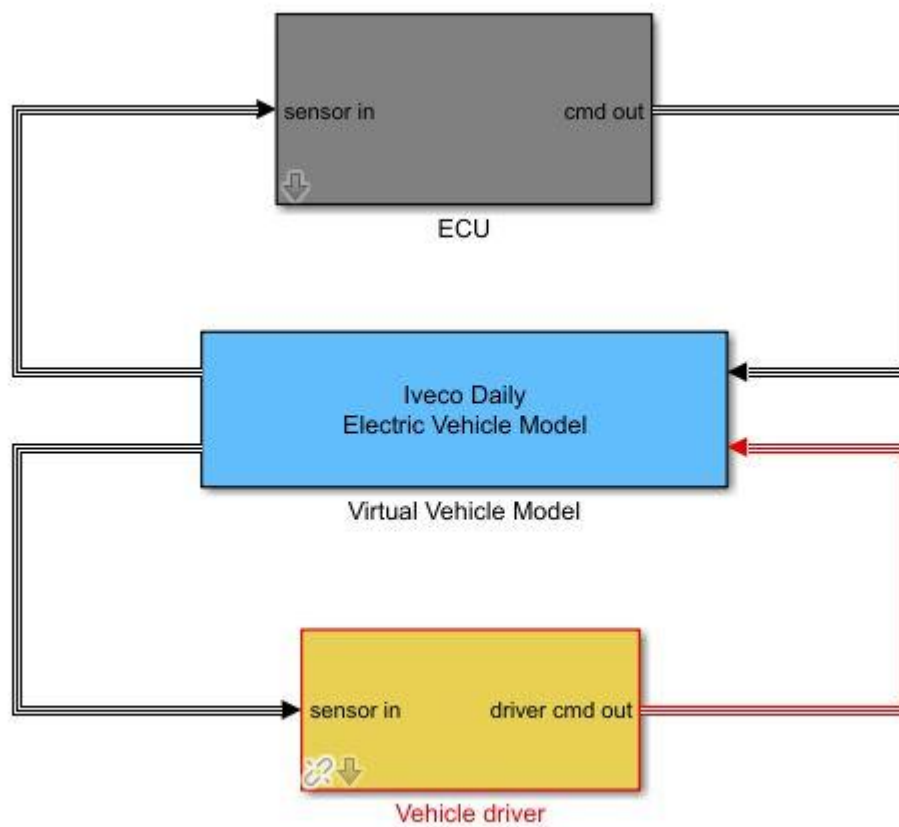 sensor in
cmd out
ECU
Iveco Daily
Electric Vehicle Model
Virtual Vehicle Model
sensor in
driver cmd out
Vehicle driver